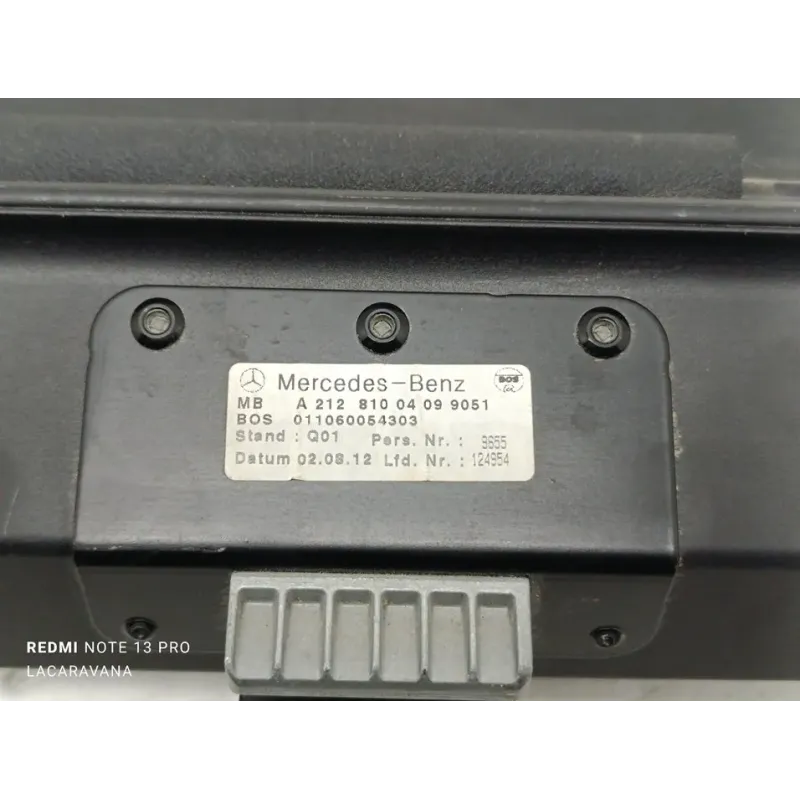 Mercedes-Benz BOS
MB A 212 810 04 09 9051
BOS 011060054303
Stand : Q01 Pers. Nr. : 9655
Datum 02.08.12 Lfd. Nr. : 124954
REDMI NOTE 13 PRO
LACARAVANA